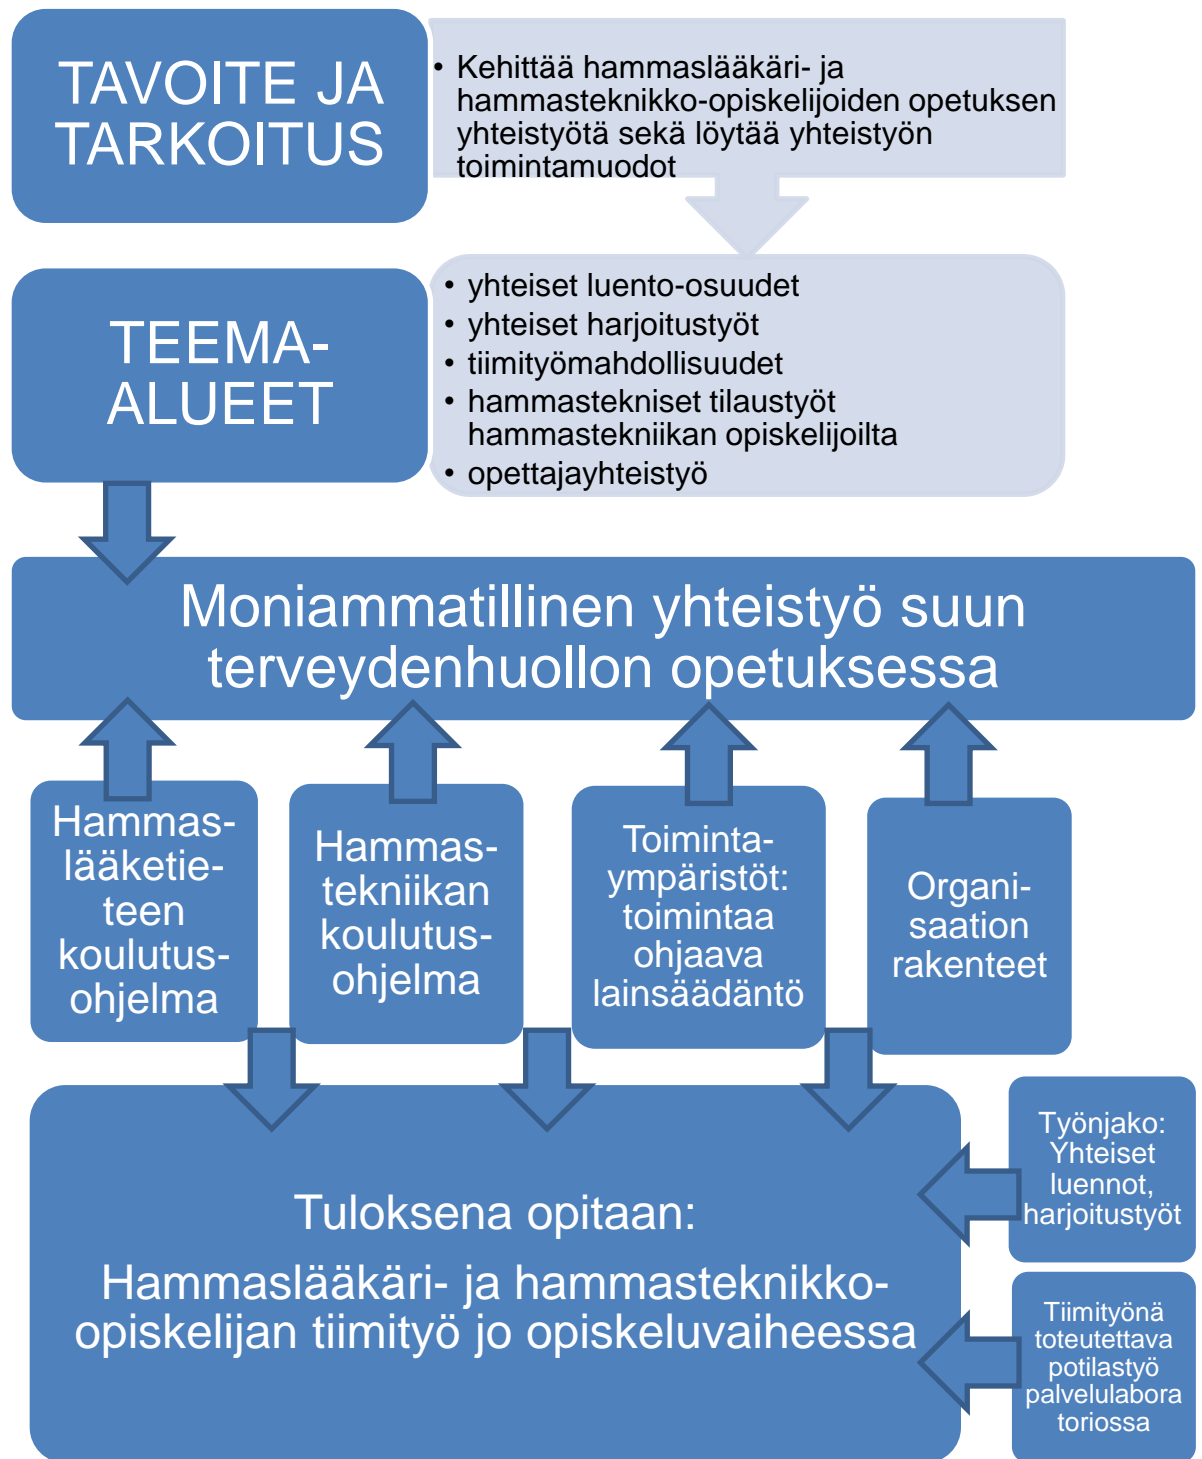 TAVOITE JA
TARKOITUS
• Kehittää hammaslääkäri- ja
hammasteknikko-opiskelijoiden opetuksen
yhteistyötä sekä löytää yhteistyön
toimintamuodot
TEEMA-
ALUEET
• yhteiset luento-osuudet
• yhteiset harjoitustyöt
• tiimityömahdollisuudet
• hammastekniset tilaustyöt
hammastekniikan opiskelijoilta
• opettajayhteistyö
Moniammatillinen yhteistyö suun
terveydenhuollon opetuksessa
Hammas-
lääketie-
teen
koulutus-
ohjelma
Hammas-
tekniikan
koulutus-
ohjelma
Toiminta-
ympäristöt:
toimintaa
ohjaava
lainsäädäntö
Organi-
saation
rakenteet
Tuloksena opitaan:
Hammaslääkäri- ja hammasteknikko-
opiskelijan tiimityö jo opiskeluvaiheessa
Työnjako:
Yhteiset
luennot,
harjoitustyöt
Tiimityönä
toteutettava
potilastyö
palvelulabora
toriossa